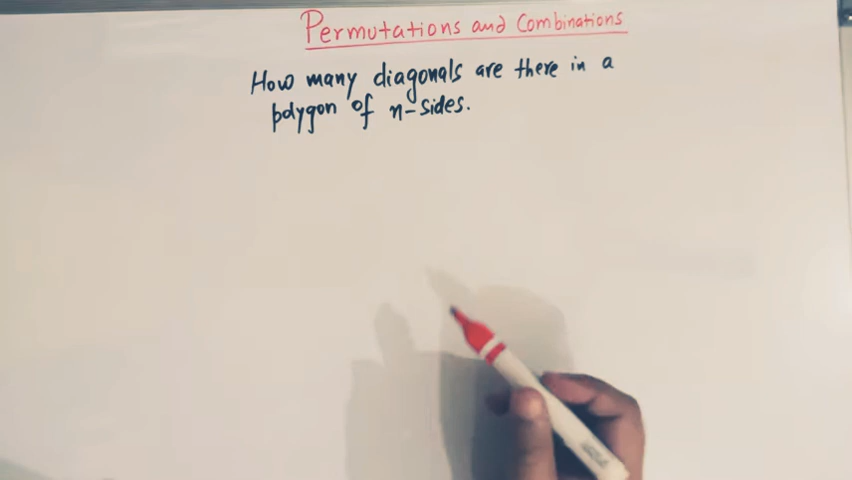 Permutations and Combinations
How many diagonals are there in a
polygon of n-sides.